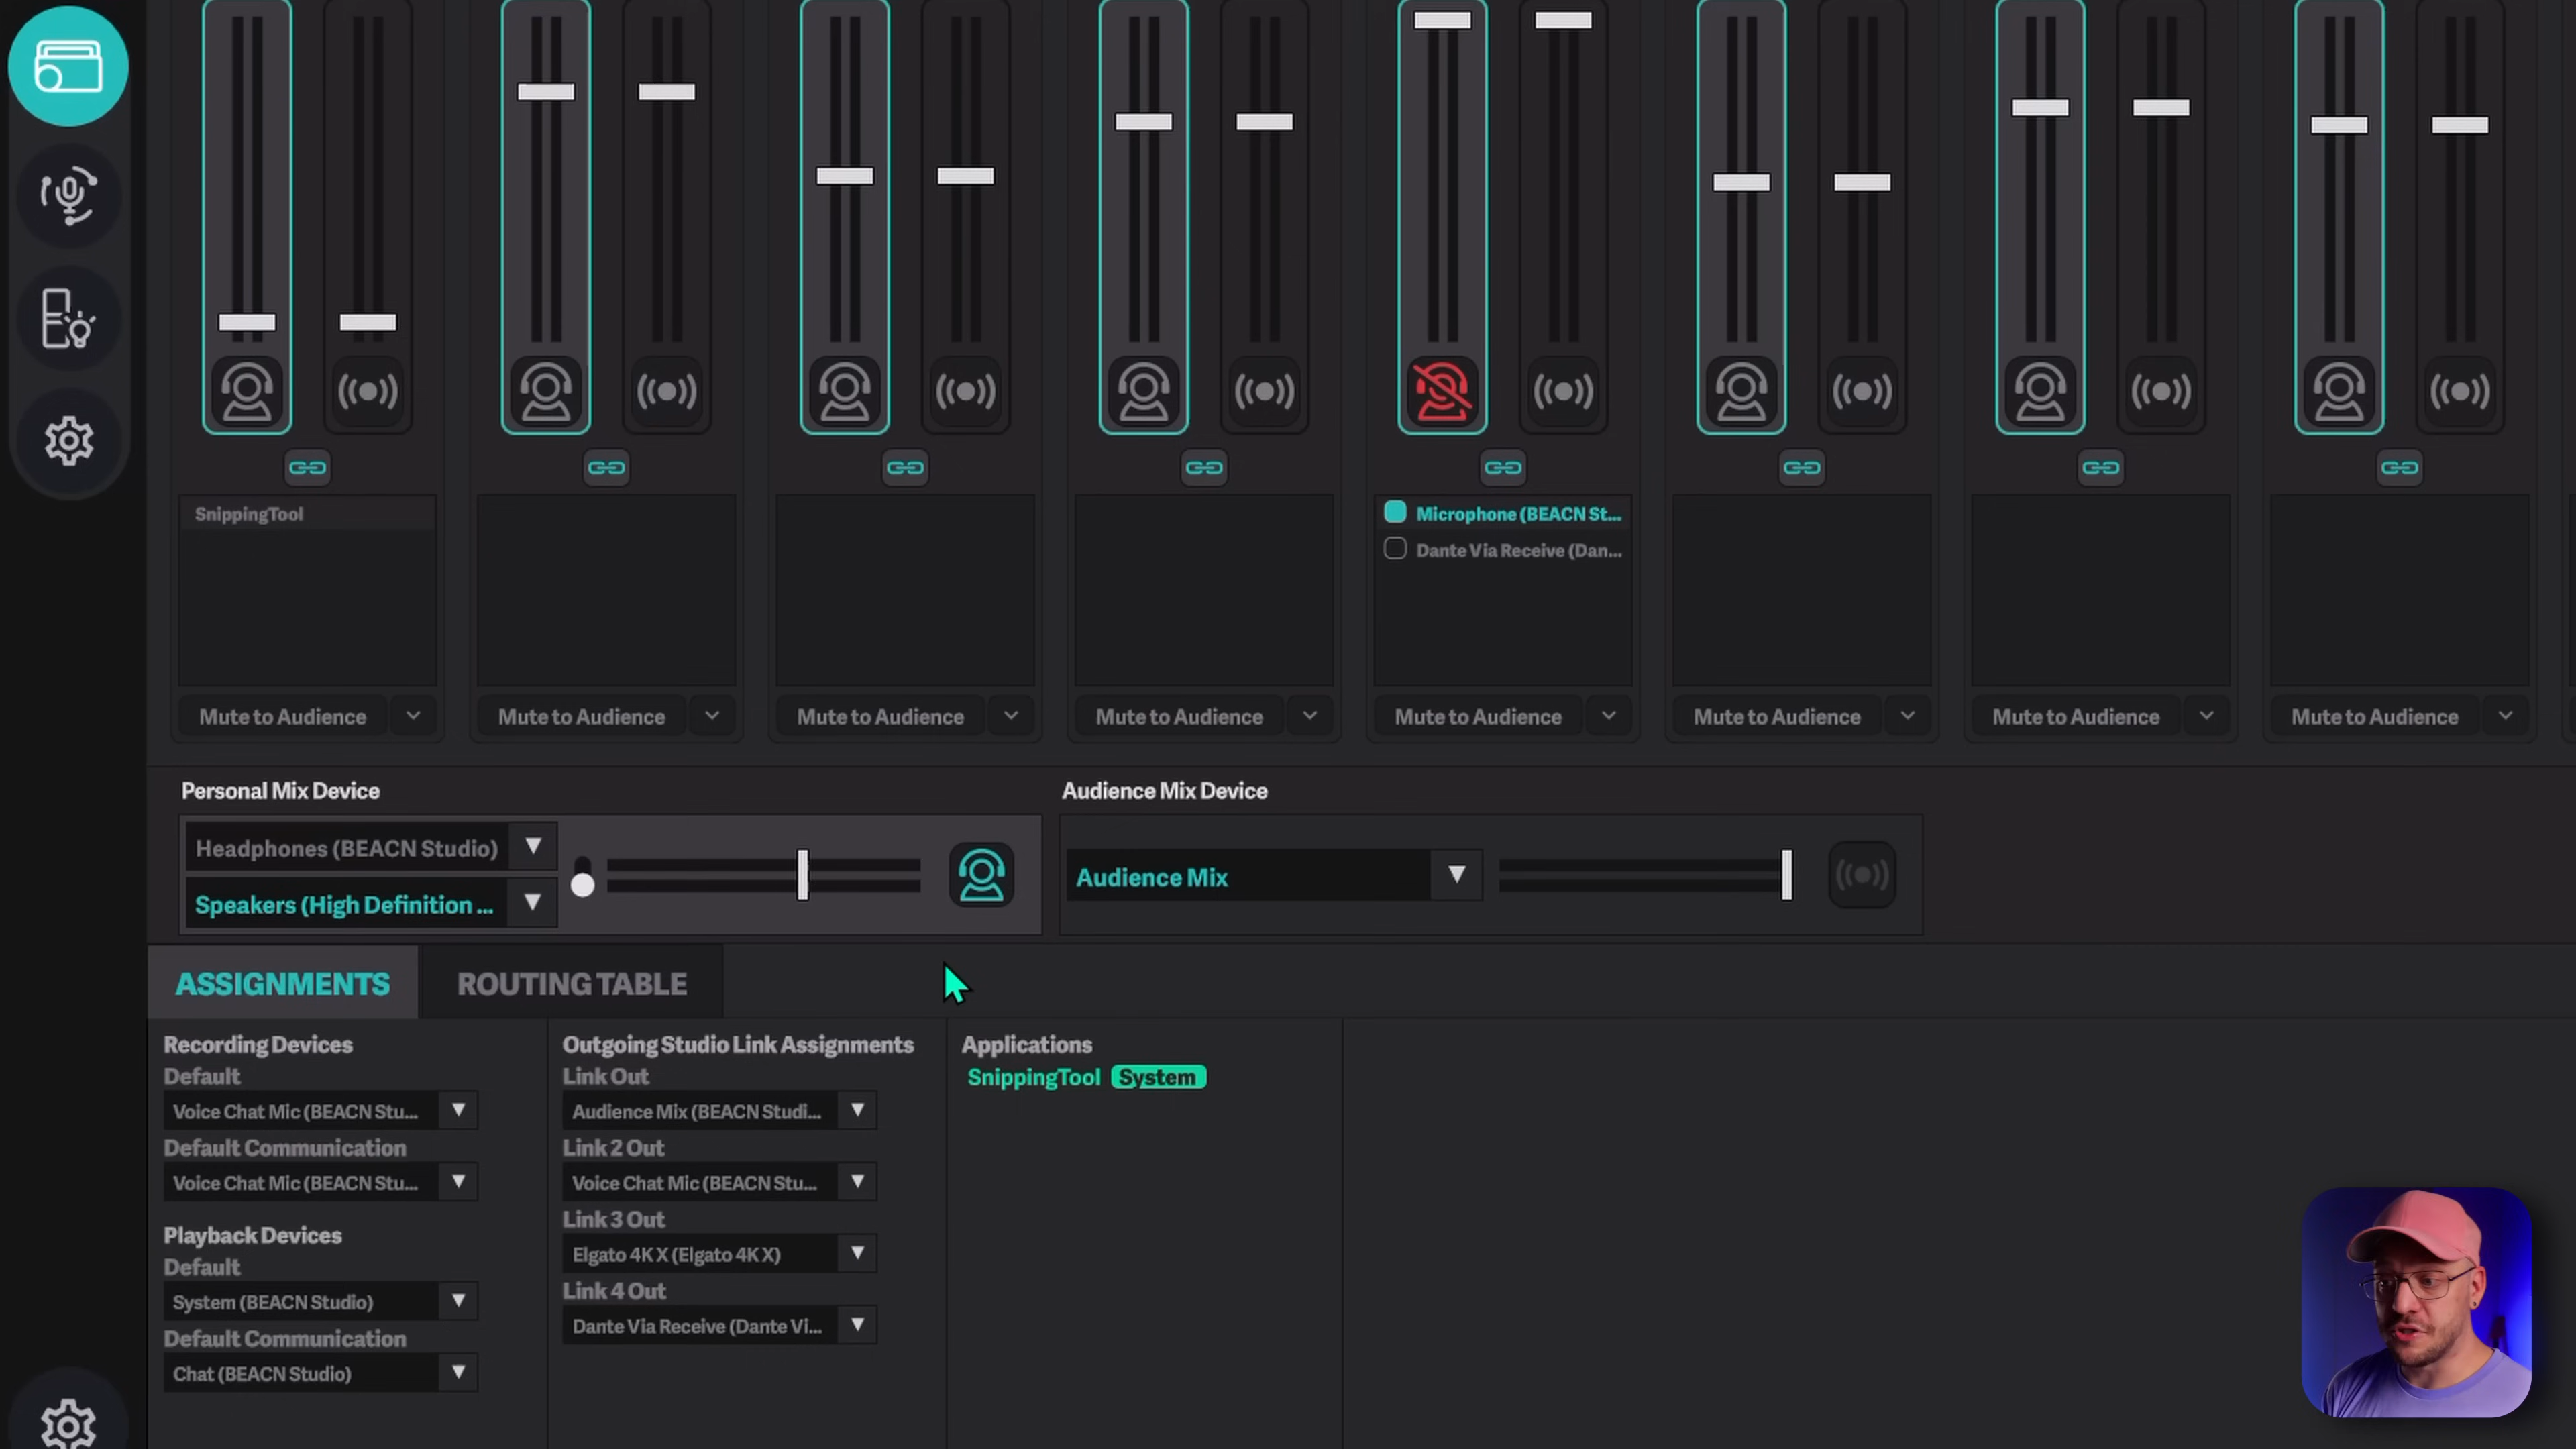 SnippingTool
Microphone (BEACN St...
Dante Via Receive (Dan...
Mute to Audience
Mute to Audience
Mute to Audience
Mute to Audience
Mute to Audience
Mute to Audience
Mute to Audience
Mute to Audience
Personal Mix Device
Headphones (BEACN Studio)
Speakers (High Definition ...
Audience Mix Device
Audience Mix
ASSIGNMENTS
ROUTING TABLE
Recording Devices
Default
Voice Chat Mic (BEACN Stu...
Default Communication
Voice Chat Mic (BEACN Stu...
Playback Devices
Default
System (BEACN Studio)
Default Communication
Chat (BEACN Studio)
Outgoing Studio Link Assignments
Link Out
Audience Mix (BEACN Studi...
Link 2 Out
Voice Chat Mic (BEACN Stu...
Link 3 Out
Elgato 4K X (Elgato 4K X)
Link 4 Out
Dante Via Receive (Dante Vi...
Applications
SnippingTool System